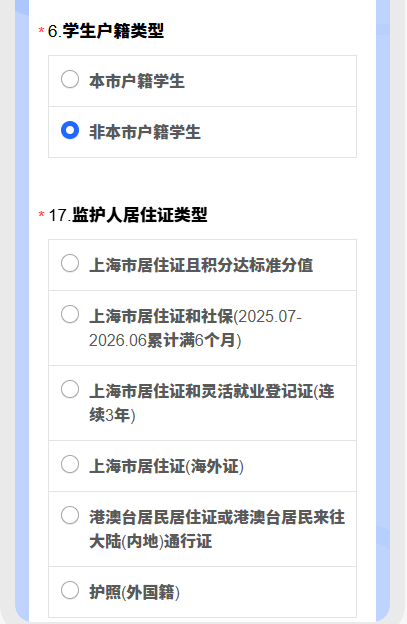 *6.学生户籍类型
本市户籍学生
非本市户籍学生
*17.监护人居住证类型
上海市居住证且积分达标准分值
上海市居住证和社保(2025.07-
2026.06累计满6个月)
上海市居住证和灵活就业登记证(连
续3年)
上海市居住证(海外证)
港澳台居民居住证或港澳台居民来往
大陆(内地)通行证
护照(外国籍)